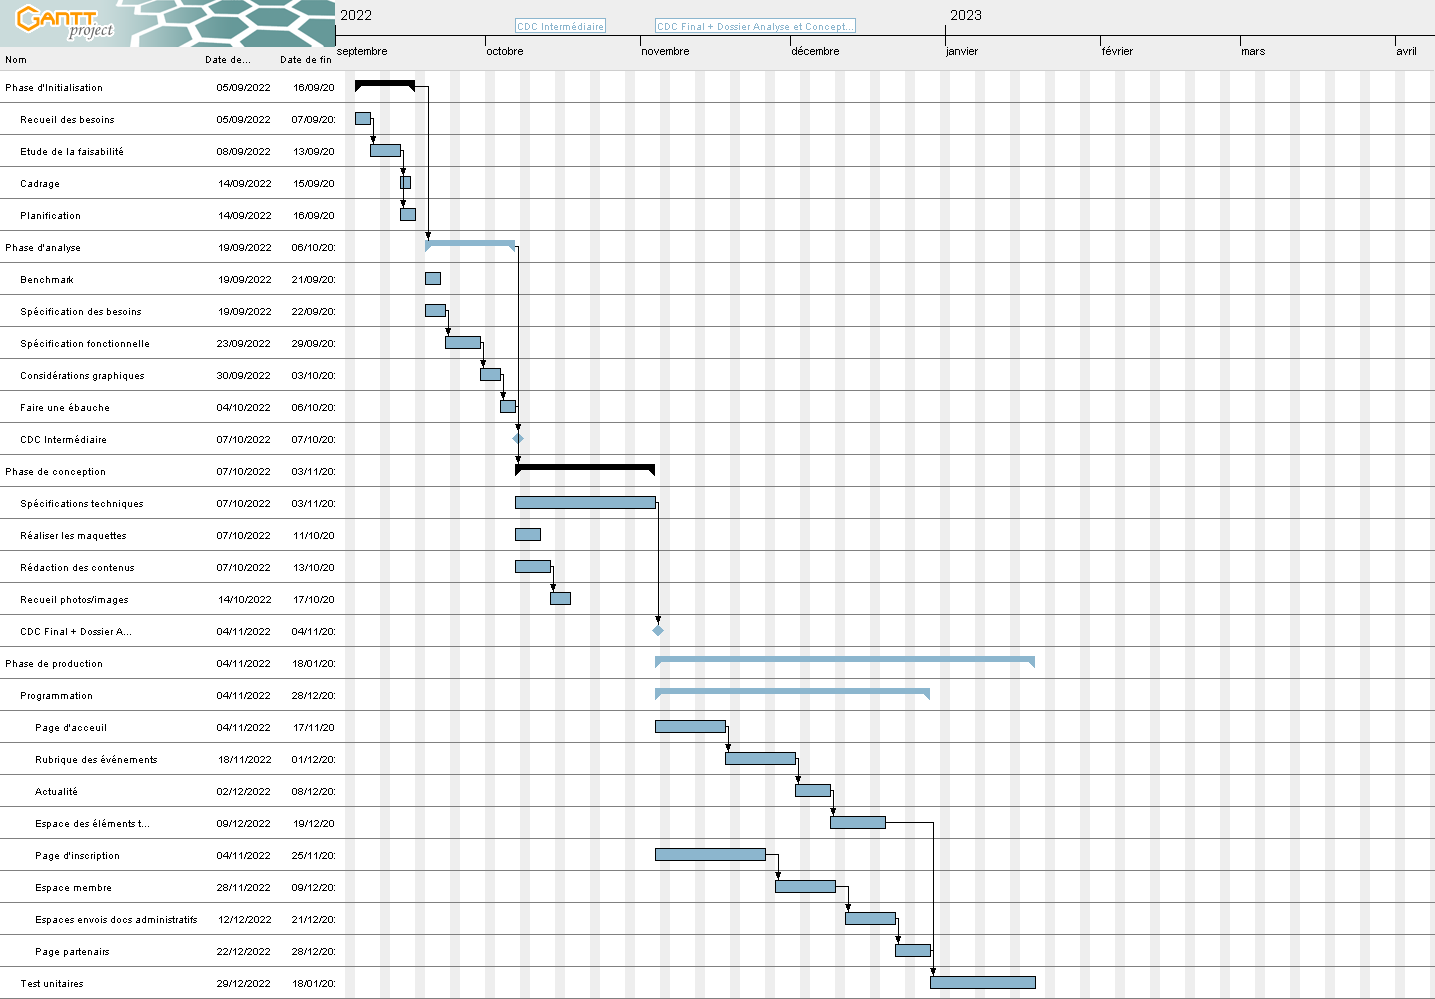 GANTT
project
2022
2023
CDC Intermédiaire
CDC Final + Dossier Analyse et Concept...
septembre octobre novembre décembre janvier février mars avril
Nom Date de... Date de fin
Phase d'Initialisation 05/09/2022 16/09/20
Recueil des besoins 05/09/2022 07/09/20:
Etude de la faisabilité 08/09/2022 13/09/20
Cadrage 14/09/2022 15/09/20
Planification 14/09/2022 16/09/20
Phase d'analyse 19/09/2022 06/10/20:
Benchmark 19/09/2022 21/09/20:
Spécification des besoins 19/09/2022 22/09/20:
Spécification fonctionnelle 23/09/2022 29/09/20:
Considérations graphiques 30/09/2022 03/10/20:
Faire une ébauche 04/10/2022 06/10/20:
CDC Intermédiaire 07/10/2022 07/10/20:
Phase de conception 07/10/2022 03/11/20:
Spécifications techniques 07/10/2022 03/11/20:
Réaliser les maquettes 07/10/2022 11/10/20
Rédaction des contenus 07/10/2022 13/10/20
Recueil photos/images 14/10/2022 17/10/20
CDC Final + Dossier A... 04/11/2022 04/11/20:
Phase de production 04/11/2022 18/01/20:
Programmation 04/11/2022 28/12/20:
Page d'acceuil 04/11/2022 17/11/20
Rubrique des événements 18/11/2022 01/12/20:
Actualité 02/12/2022 08/12/20:
Espace des éléments t... 09/12/2022 19/12/20
Page d'inscription 04/11/2022 25/11/20:
Espace membre 28/11/2022 09/12/20:
Espaces envois docs administratifs 12/12/2022 21/12/20:
Page partenairs 22/12/2022 28/12/20:
Test unitaires 29/12/2022 18/01/20: